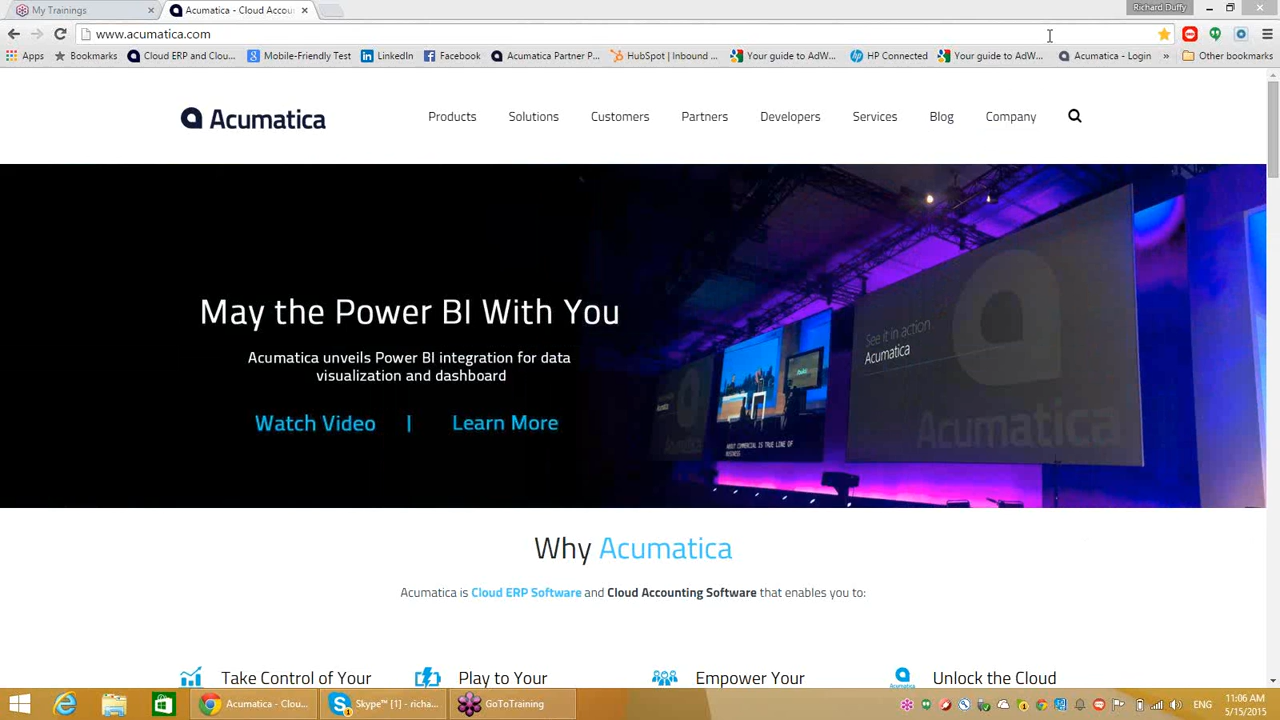 My Trainings
Acumatica - Cloud Accou
Richard Duffy
www.acumatica.com
Apps
Bookmarks
Cloud ERP and Clou...
Mobile-Friendly Test
LinkedIn
Facebook
Acumatica Partner P...
HubSpot | Inbound ...
Your guide to AdW...
HP Connected
Your guide to AdW...
Acumatica - Login
»
Other bookmarks
Acumatica
Products
Solutions
Customers
Partners
Developers
Services
Blog
Company
May the Power BI With You
Acumatica unveils Power BI integration for data
visualization and dashboard
Watch Video | Learn More
See it in action
Acumatica
Acumatica
Why Acumatica
Acumatica is Cloud ERP Software and Cloud Accounting Software that enables you to:
Take Control of Your
Play to Your
Empower Your
Unlock the Cloud
Acumatica - Clou...
Skype™ [1] - richa...
GoToTraining
ENG
11:06 AM
5/15/2015